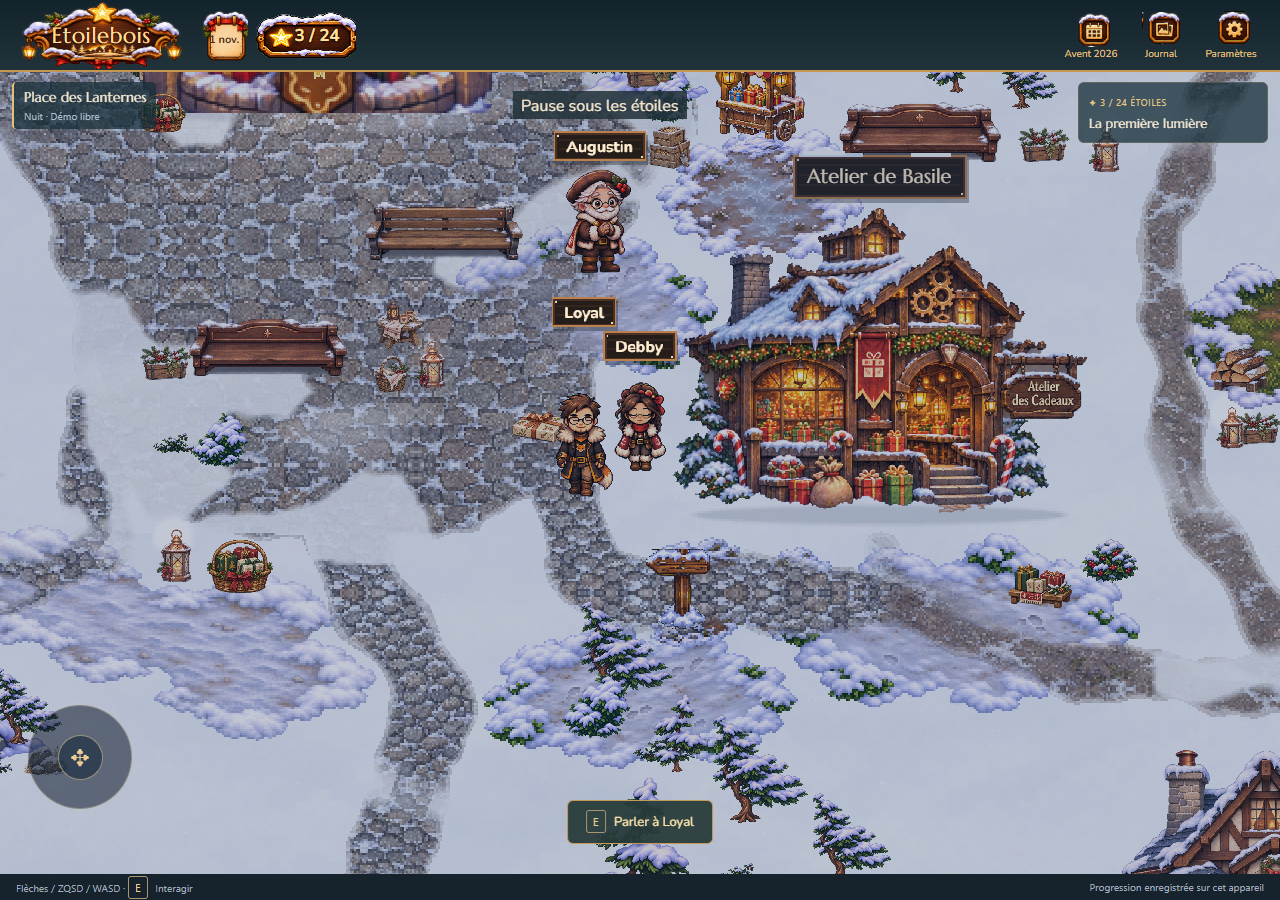 Etoilebois
1 nov.
3 / 24
Avent 2026
Journal
Paramètres
Place des Lanternes
Nuit · Démo libre
Pause sous les étoiles
✦ 3 / 24 ÉTOILES
La première lumière
Augustin
Atelier de Basile
Loyal
Debby
Atelier
des Cadeaux
E Parler à Loyal
Flèches / ZQSD / WASD · E Interagir
Progression enregistrée sur cet appareil